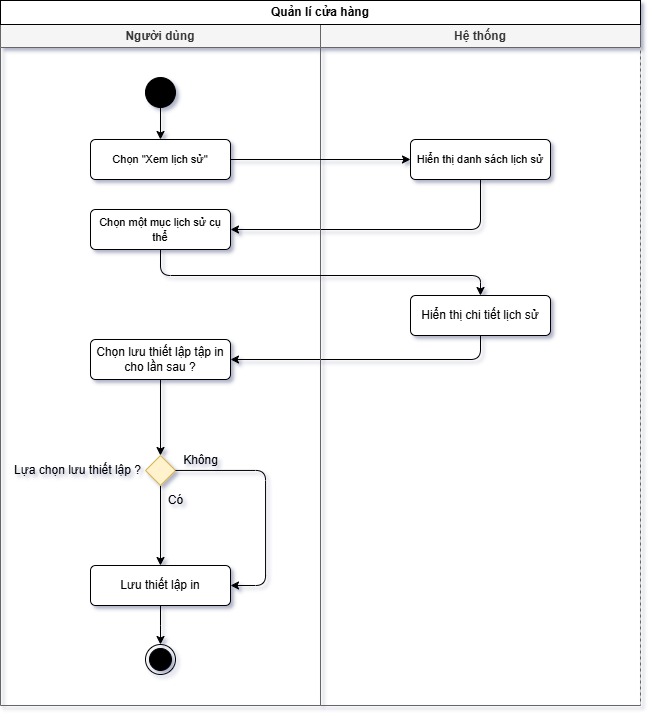 Quản lí cửa hàng
Người dùng
Hệ thống
Chọn "Xem lịch sử"
Hiển thị danh sách lịch sử
Chọn một mục lịch sử cụ
thể
Hiển thị chi tiết lịch sử
Chọn lưu thiết lập tập in
cho lần sau ?
Lựa chọn lưu thiết lập ?
Không
Có
Lưu thiết lập in